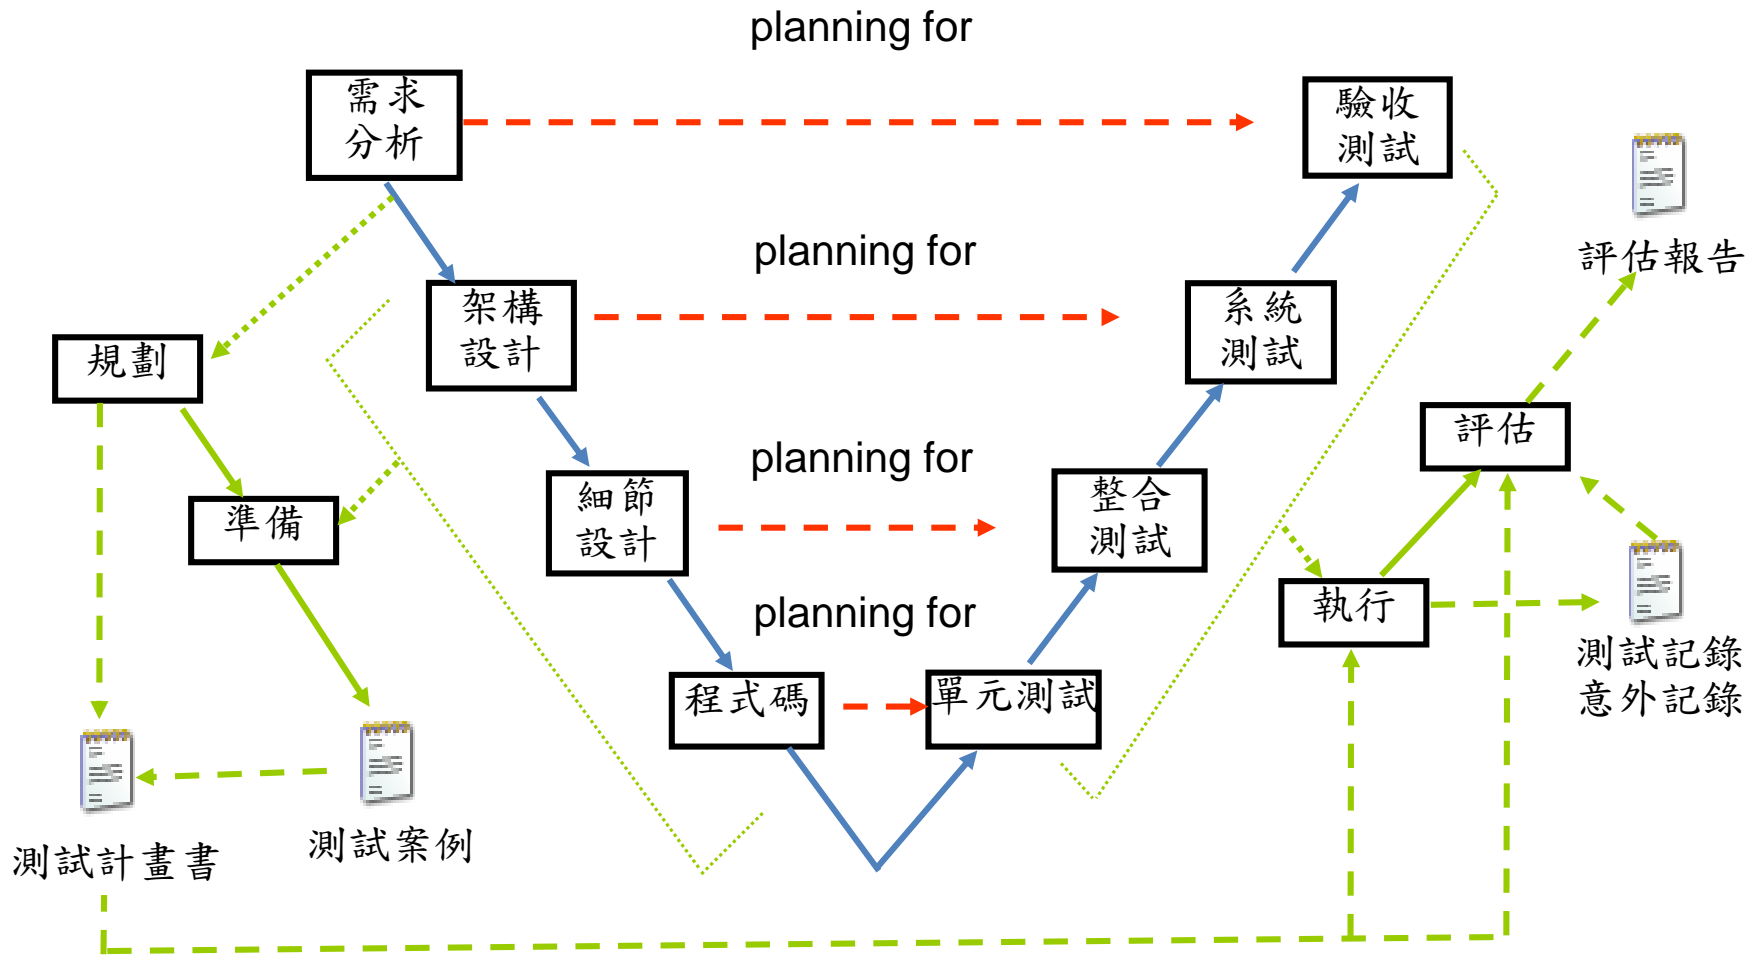 planning for
需求
分析
驗收
測試
評估報告
planning for
架構
設計
系統
測試
規劃
評估
planning for
準備
細節
設計
整合
測試
執行
planning for
測試記錄
意外記錄
程式碼
單元測試
測試計畫書
測試案例